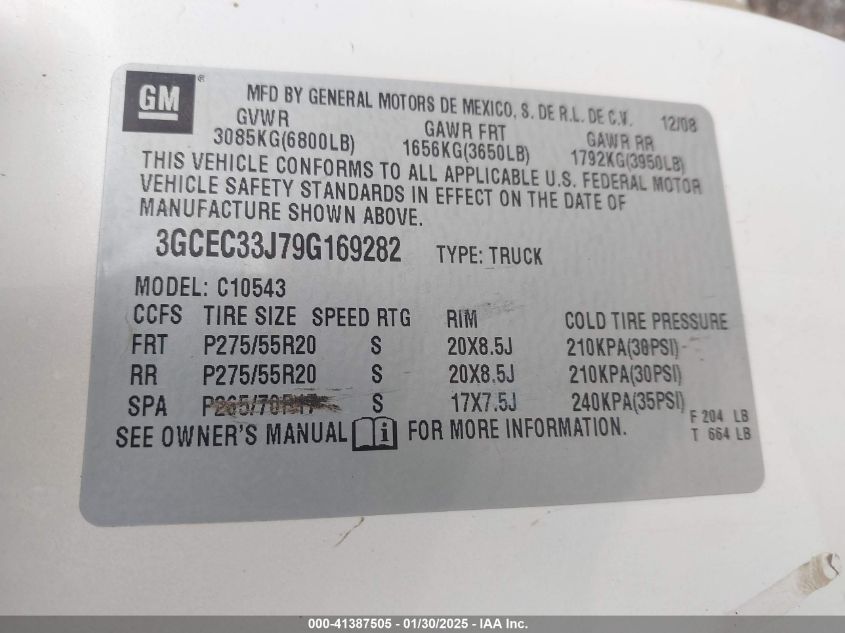 GM ®
MFD BY GENERAL MOTORS DE MEXICO, S. DE R.L. DE C.V. 12/08
GVWR GAWR FRT GAWR RR
3085KG(6800LB) 1656KG(3650LB) 1792KG(3950LB)
THIS VEHICLE CONFORMS TO ALL APPLICABLE U.S. FEDERAL MOTOR
VEHICLE SAFETY STANDARDS IN EFFECT ON THE DATE OF
MANUFACTURE SHOWN ABOVE.
3GCEC33J79G169282 TYPE: TRUCK
MODEL: C10543
CCFS TIRE SIZE SPEED RTG RIM COLD TIRE PRESSURE
FRT P275/55R20 S 20X8.5J 210KPA(30PSI)
RR P275/55R20 S 20X8.5J 210KPA(30PSI)
SPA P265/70R17 S 17X7.5J 240KPA(35PSI)
SEE OWNER'S MANUAL i FOR MORE INFORMATION.
F 204 LB
T 664 LB
000-41387505 - 01/30/2025 - IAA Inc.